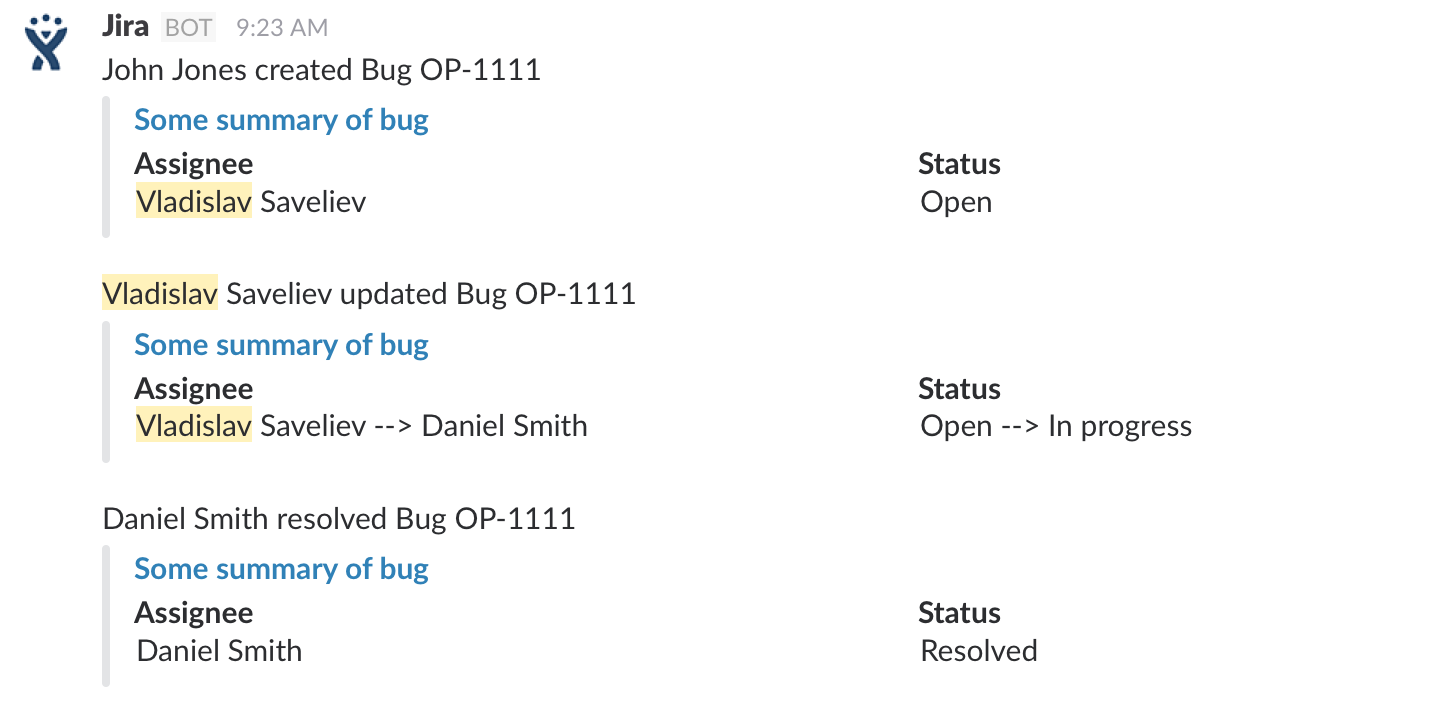 Jira BOT 9:23 AM
John Jones created Bug OP-1111
Some summary of bug
Assignee Status
Vladislav Saveliev Open
Vladislav Saveliev updated Bug OP-1111
Some summary of bug
Assignee Status
Vladislav Saveliev --> Daniel Smith Open --> In progress
Daniel Smith resolved Bug OP-1111
Some summary of bug
Assignee Status
Daniel Smith Resolved